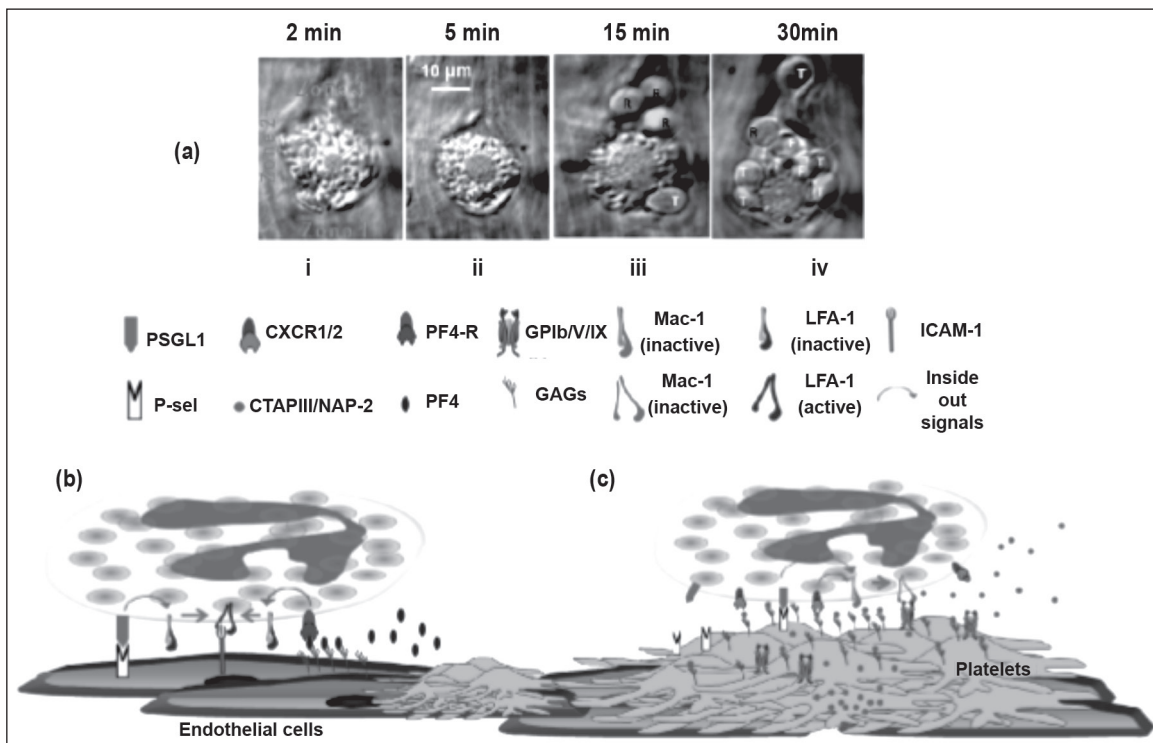 2 min 5 min 15 min 30min
(a)
10 µm
R R R T
T R T T T T T
i ii iii iv
PSGL1 CXCR1/2 PF4-R GPIb/V/IX Mac-1 (inactive) LFA-1 (inactive) ICAM-1
P-sel CTAPIII/NAP-2 PF4 GAGs Mac-1 (inactive) LFA-1 (active) Inside out signals
(b) (c)
Platelets
Endothelial cells